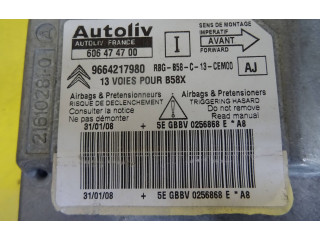 Autoliv
AUTOLIV FRANCE
606 47 47 00
I
SENS DE MONTAGE
IMPERATIF
AVANT
FORWARD
9664217980
RBG-B58-C-13-CEM00
AJ
13 VOIES POUR B58X
Airbags & Pretensionneurs
RISQUE DE DECLENCHEMENT
Consulter la notice
Ne pas démonter
Airbags & Pretensioners
TRIGGERING HASARD
Do not remove
Read manual
31/01/08
+ 5E GBBV 0256868 E *A8
31/01/08
+ 5E GBBV 0256868 E *A8